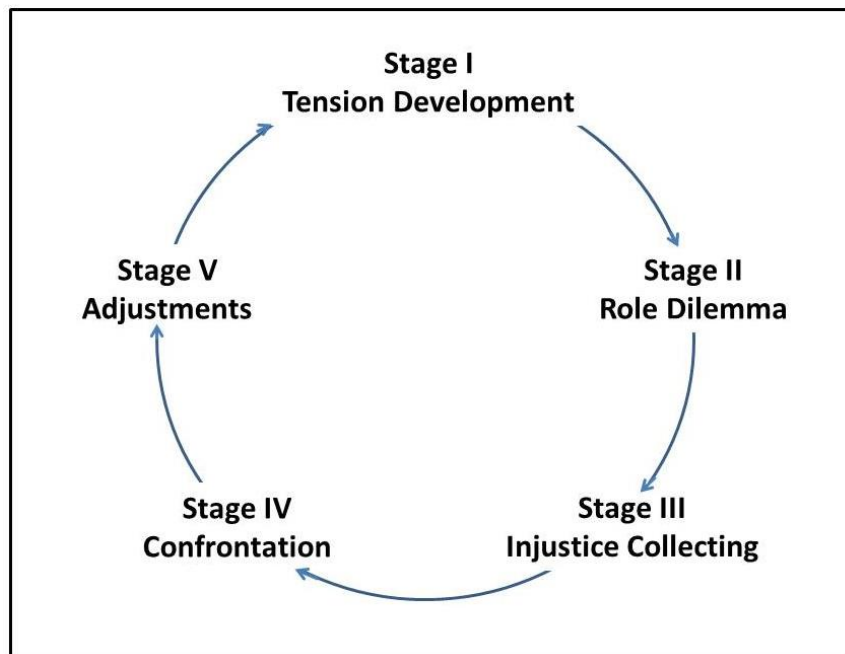 Stage I
Tension Development
Stage II
Role Dilemma
Stage III
Injustice Collecting
Stage IV
Confrontation
Stage V
Adjustments